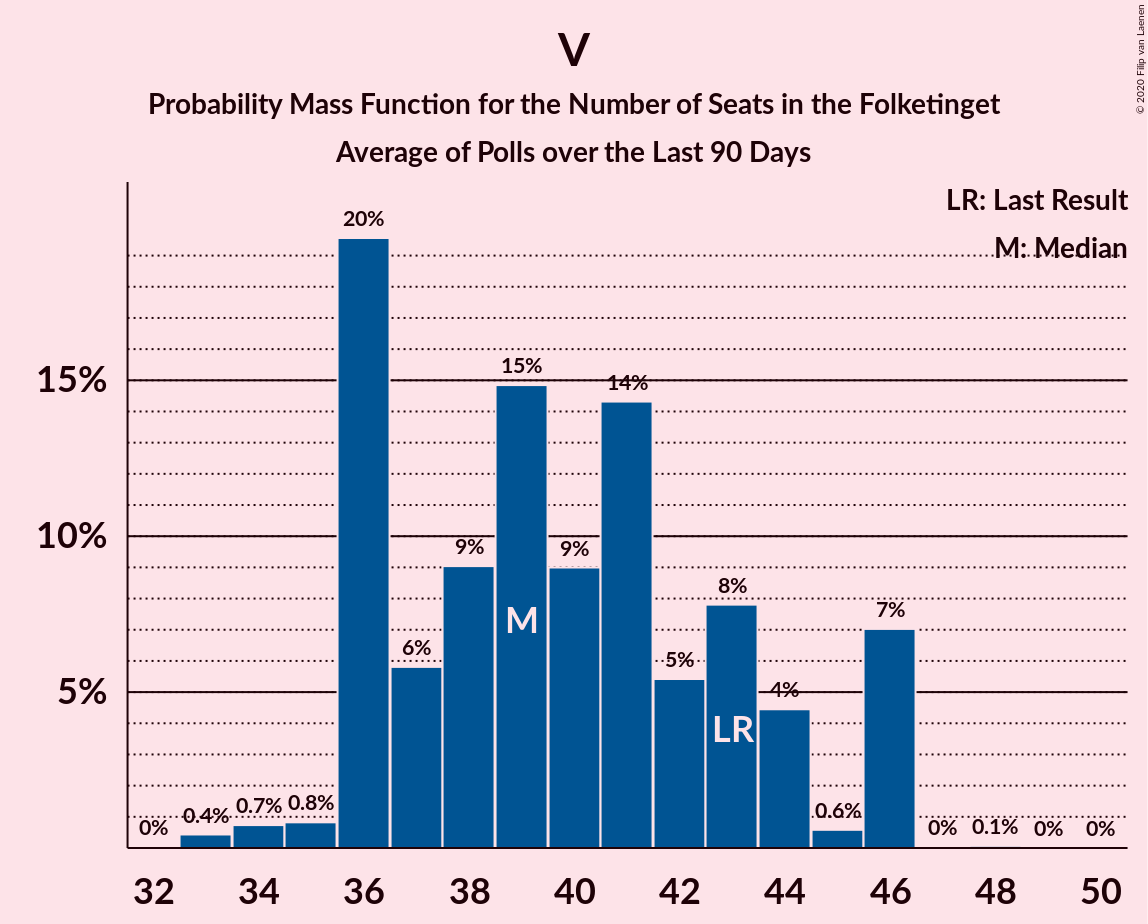 V
Probability Mass Function for the Number of Seats in the Folketinget
Average of Polls over the Last 90 Days
© 2020 Filip van Laenen
LR: Last Result
M: Median
15%
10%
5%
0%
0.4%
0.7%
0.8%
20%
6%
9%
15%
9%
14%
5%
8%
4%
0.6%
7%
0%
0.1%
0%
0%
M
LR
32 34 36 38 40 42 44 46 48 50